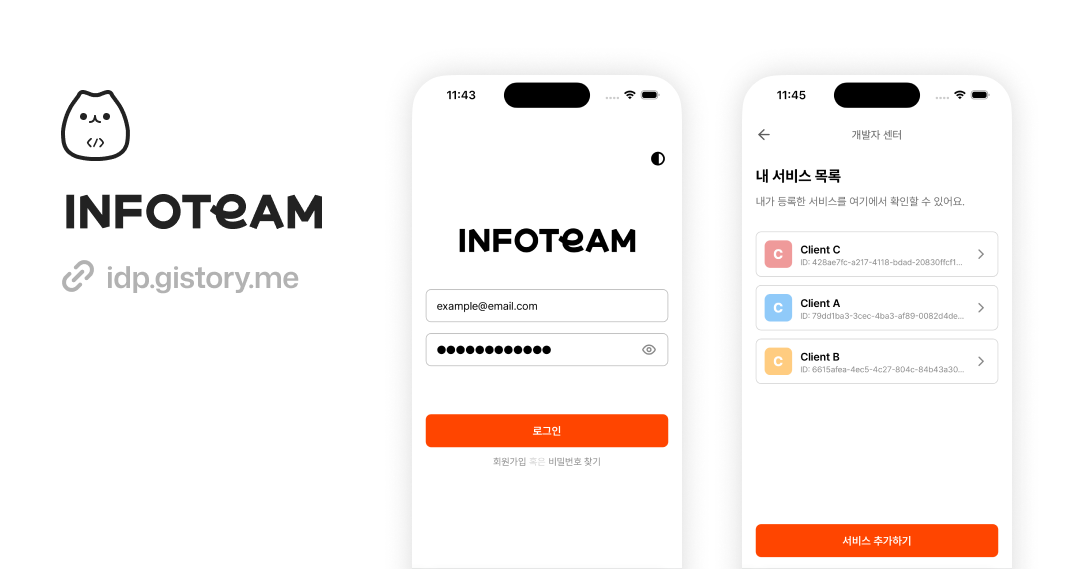 </>
INFOTeAM
idp.gistory.me
11:43
INFOTeAM
example@email.com
●●●●●●●●●●●●
로그인
회원가입 혹은 비밀번호 찾기
11:45
개발자 센터
내 서비스 목록
내가 등록한 서비스를 여기에서 확인할 수 있어요.
C
Client C
ID: 428ae7fc-a217-4118-bdad-20830ffcf1...
C
Client A
ID: 79dd1ba3-3cec-4ba3-af89-0082d4de...
C
Client B
ID: 6615afea-4ec5-4c27-804c-84b43a30...
서비스 추가하기